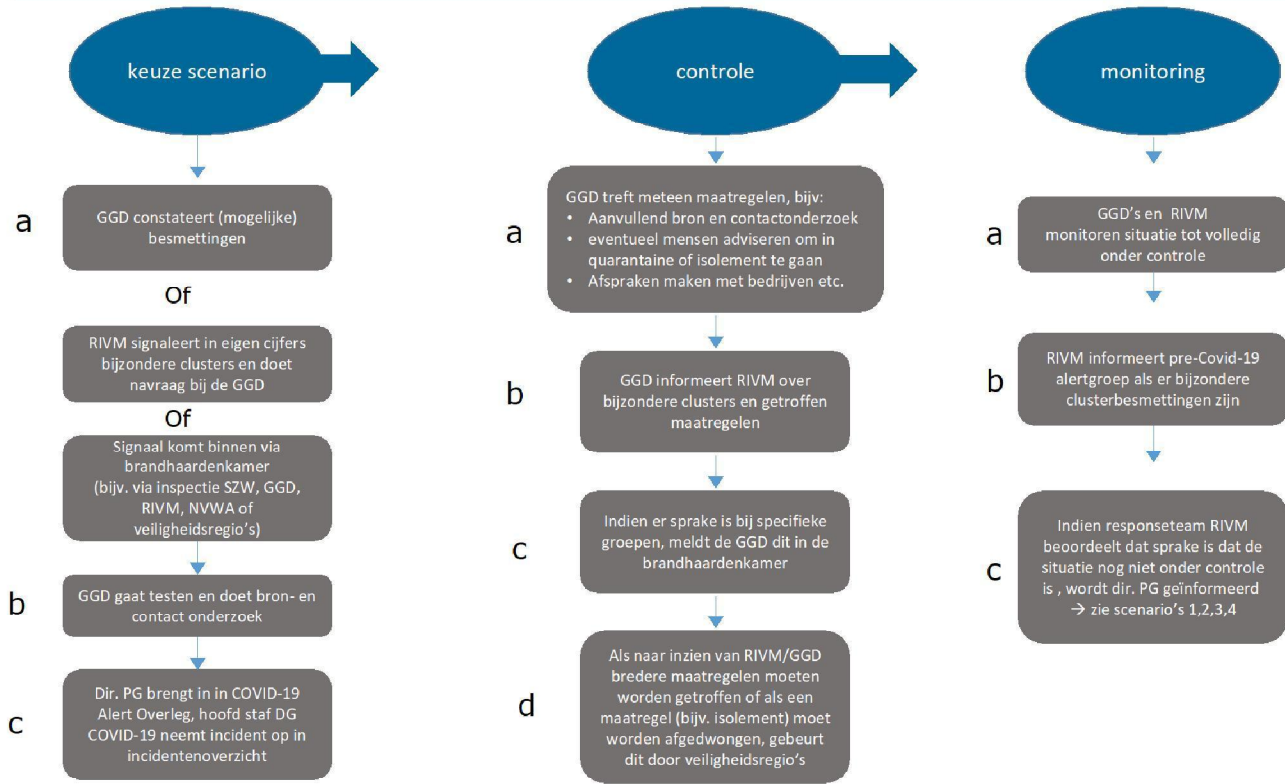 keuze scenario
a
GGD constateert (mogelijke)
besmettingen
Of
RIVM signaleert in eigen cijfers
bijzondere clusters en doet
navraag bij de GGD
Of
Signaal komt binnen via
brandhaardenkamer
(bijv. via inspectie SZW, GGD,
RIVM, NVWA of
veiligheidsregio's)
b
GGD gaat testen en doet bron- en
contact onderzoek
c
Dir. PG brengt in in COVID-19
Alert Overleg, hoofd staf DG
COVID-19 neemt incident op in
incidentenoverzicht
controle
a
GGD treft meteen maatregelen, bijv:
• Aanvullend bron en contactonderzoek
• eventueel mensen adviseren om in
quarantaine of isolement te gaan
• Afspraken maken met bedrijven etc.
b
GGD informeert RIVM over
bijzondere clusters en getroffen
maatregelen
c
Indien er sprake is bij specifieke
groepen, meldt de GGD dit in de
brandhaardenkamer
d
Als naar inzien van RIVM/GGD
bredere maatregelen moeten
worden getroffen of als een
maatregel (bijv. isolement) moet
worden afgedwongen, gebeurt
dit door veiligheidsregio's
monitoring
a
GGD's en RIVM
monitoren situatie tot volledig
onder controle
b
RIVM informeert pre-Covid-19
alertgroep als er bijzondere
clusterbesmettingen zijn
c
Indien responseteam RIVM
beoordeelt dat sprake is dat de
situatie nog niet onder controle
is , wordt dir. PG geïnformeerd
→ zie scenario's 1,2,3,4